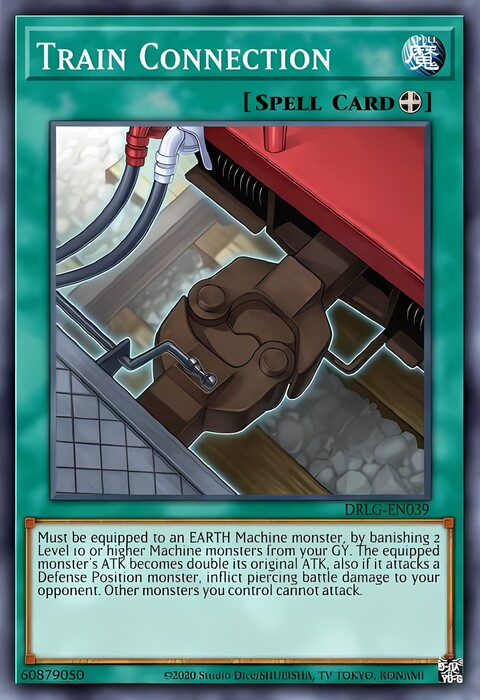 TRAIN CONNECTION
魔
[SPELL CARD]
DRLG-EN039
Must be equipped to an EARTH Machine monster, by banishing 2
Level 10 or higher Machine monsters from your GY. The equipped
monster's ATK becomes double its original ATK, also if it attacks a
Defense Position monster, inflict piercing battle damage to your
opponent. Other monsters you control cannot attack.
60879050
©2020 Studio Dice/SHUEISHA, TV TOKYO, KONAMI